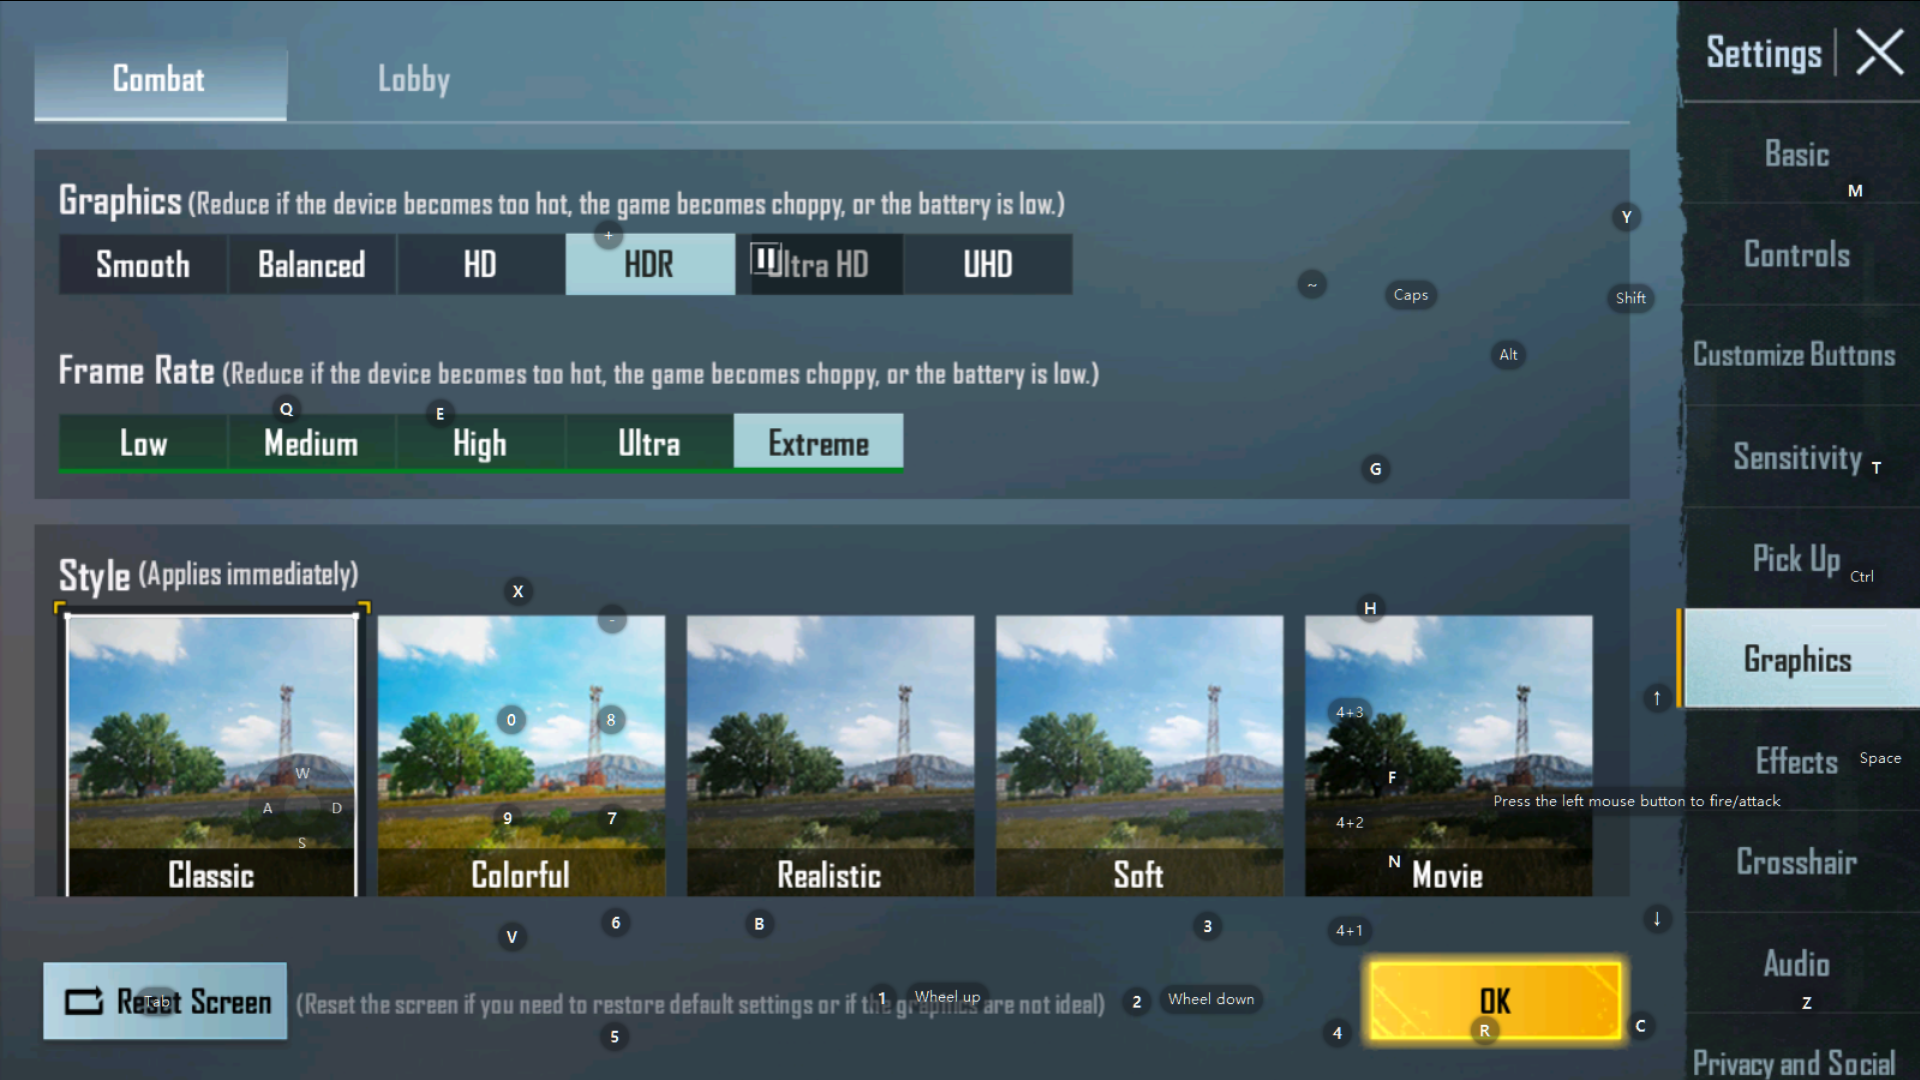 Combat
Lobby
Settings
Basic
M
Graphics (Reduce if the device becomes too hot, the game becomes choppy, or the battery is low.)
Y
+
Smooth
Balanced
HD
HDR
Ultra HD
UHD
Controls
~
Caps
Shift
Alt
Customize Buttons
Frame Rate (Reduce if the device becomes too hot, the game becomes choppy, or the battery is low.)
Q
E
Low
Medium
High
Ultra
Extreme
G
Sensitivity
T
Style (Applies immediately)
X
-
H
Pick Up
Ctrl
Graphics
↑
0
8
4+3
W
A
D
S
9
7
F
Effects
Space
Press the left mouse button to fire/attack
4+2
N
Classic
Colorful
Realistic
Soft
Movie
Crosshair
V
6
B
3
4+1
↓
Audio
Z
Reset Screen
Tab
(Reset the screen if you need to restore default settings or if the graphics are not ideal)
1
Wheel up
2
Wheel down
OK
R
5
4
C
Privacy and Social